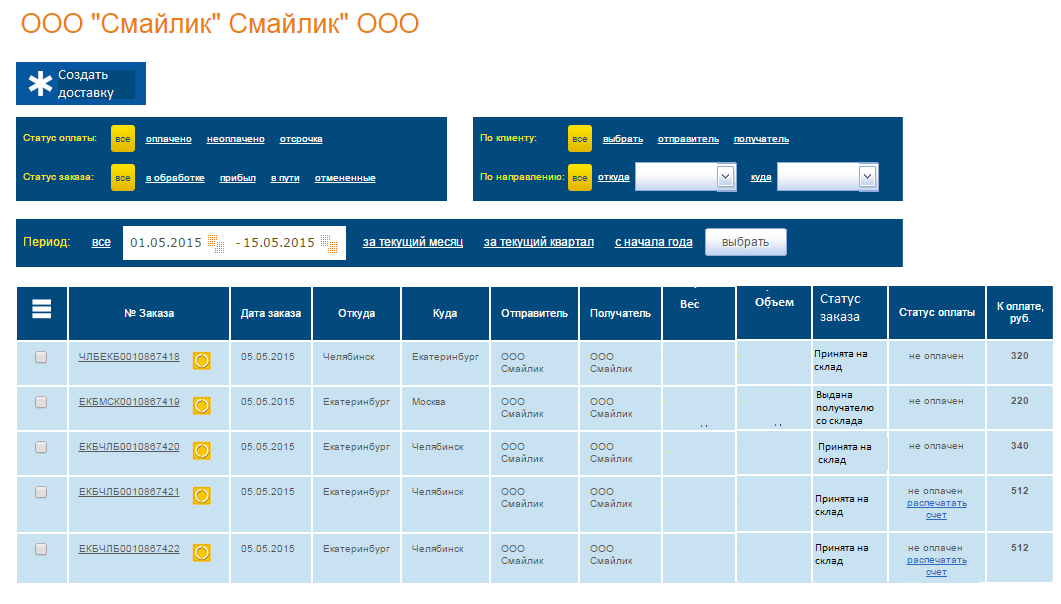 ООО "Смайлик" Смайлик" ООО
Создать
доставку
Статус оплаты: все оплачено неоплачено отсрочка
Статус заказа: все в обработке прибыл в пути отмененные
По клиенту: все выбрать отправитель получатель
По направлению: все откуда куда
Период: все 01.05.2015 - 15.05.2015 за текущий месяц за текущий квартал с начала года выбрать
№ Заказа Дата заказа Откуда Куда Отправитель Получатель Вес Объем Статус заказа Статус оплаты К оплате, руб.
ЧЛБЕКБ0010867418 05.05.2015 Челябинск Екатеринбург ООО Смайлик ООО Смайлик Принята на склад не оплачен 320
ЕКБМСК0010867419 05.05.2015 Екатеринбург Москва ООО Смайлик ООО Смайлик Выдана получателю со склада не оплачен 220
ЕКБЧЛБ0010867420 05.05.2015 Екатеринбург Челябинск ООО Смайлик ООО Смайлик Принята на склад не оплачен 340
ЕКБЧЛБ0010867421 05.05.2015 Екатеринбург Челябинск ООО Смайлик ООО Смайлик Принята на склад не оплачен распечатать счет 512
ЕКБЧЛБ0010867422 05.05.2015 Екатеринбург Челябинск ООО Смайлик ООО Смайлик Принята на склад не оплачен распечатать счет 512